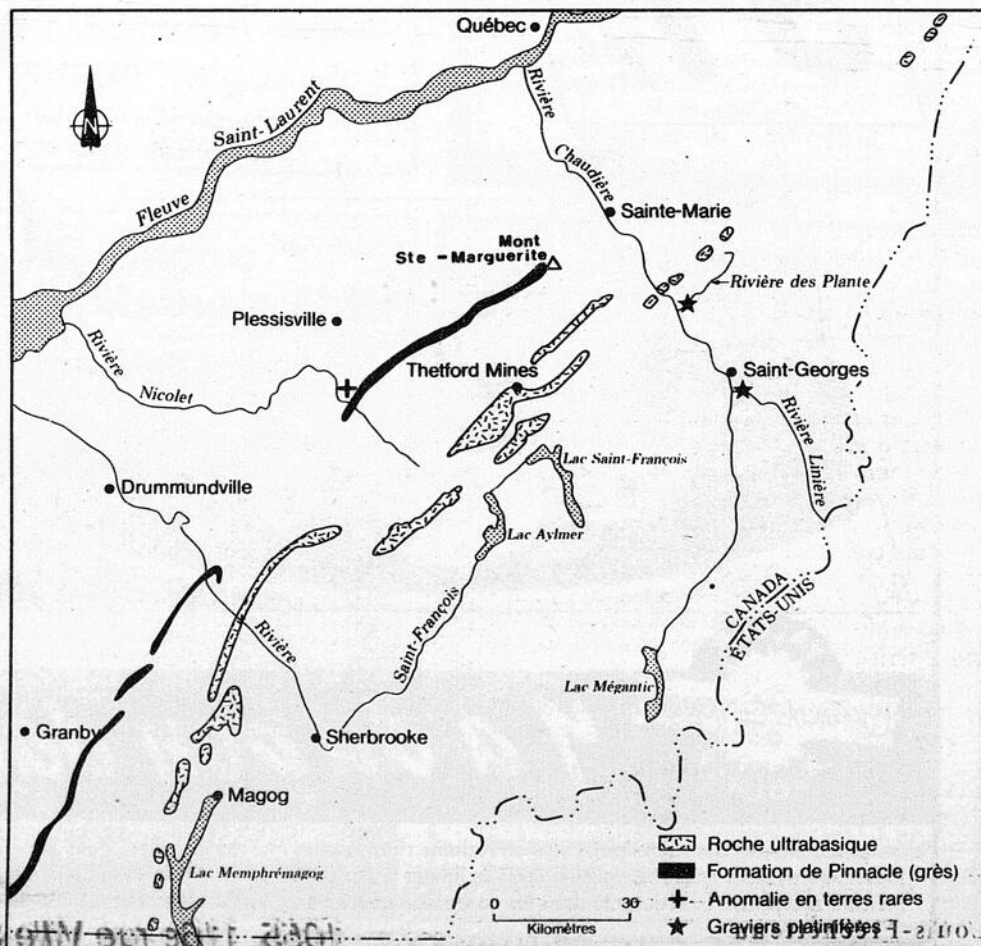 Québec
Fleuve
Saint-Laurent
Rivière
Chaudière
Sainte-Marie
Mont
Ste -Marguerite
Rivière des Plante
Plessisville
Rivière
Nicolet
Thetford Mines
Saint-Georges
Rivière Linière
Lac Saint-François
Drummundville
Lac Aylmer
CANADA
ÉTATS-UNIS
Rivière
Saint-François
Lac Mégantic
Granby
Sherbrooke
Magog
Lac Memphrémagog
N
Roche ultrabasique
Formation de Pinnacle (grès)
Anomalie en terres rares
Graviers platinifères
0 30
Kilomètres